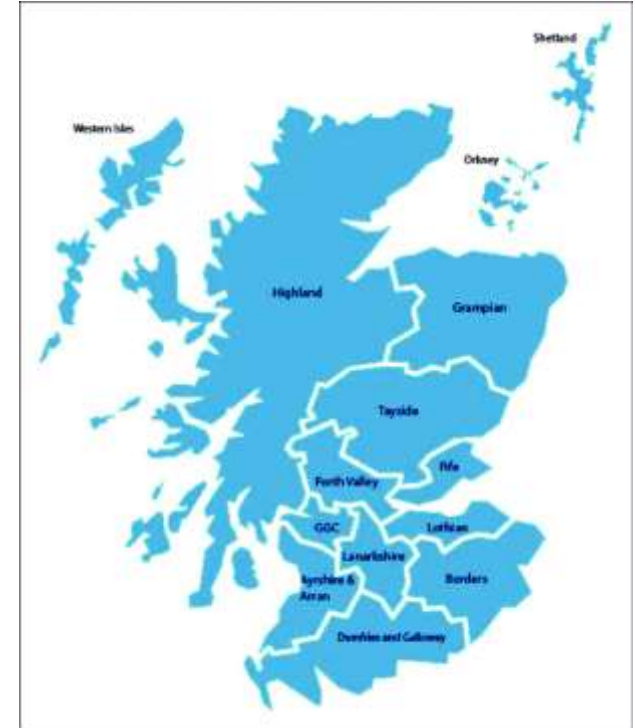 Shetland
Western Isles
Orkney
Highland
Grampian
Tayside
Fife
Forth Valley
GGC
Lothian
Lanarkshire
Ayrshire &
Arran
Borders
Dumfries and Galloway